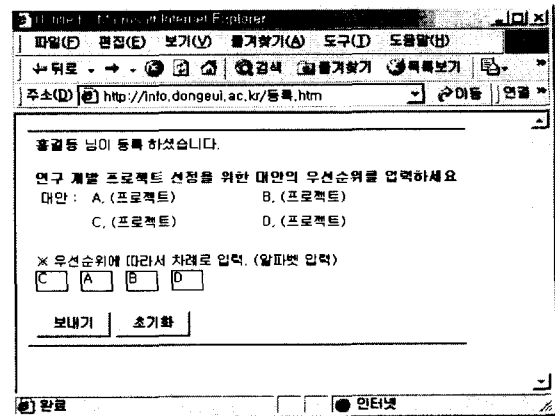 Microsoft Internet Explorer
파일(F) 편집(E) 보기(V) 즐겨찾기(A) 도구(T) 도움말(H)
뒤로 검색 즐겨찾기 목록보기 »
주소(D) http://info.dongeui.ac.kr/등록.htm 이동 연결 »
홍길동 님이 등록 하셨습니다.
연구 개발 프로젝트 선정을 위한 대안의 우선순위를 입력하세요
대안 : A. (프로젝트) B. (프로젝트)
C. (프로젝트) D. (프로젝트)
※ 우선순위에 따라서 차례로 입력. (알파벳 입력)
C A B D
보내기 초기화
완료 인터넷